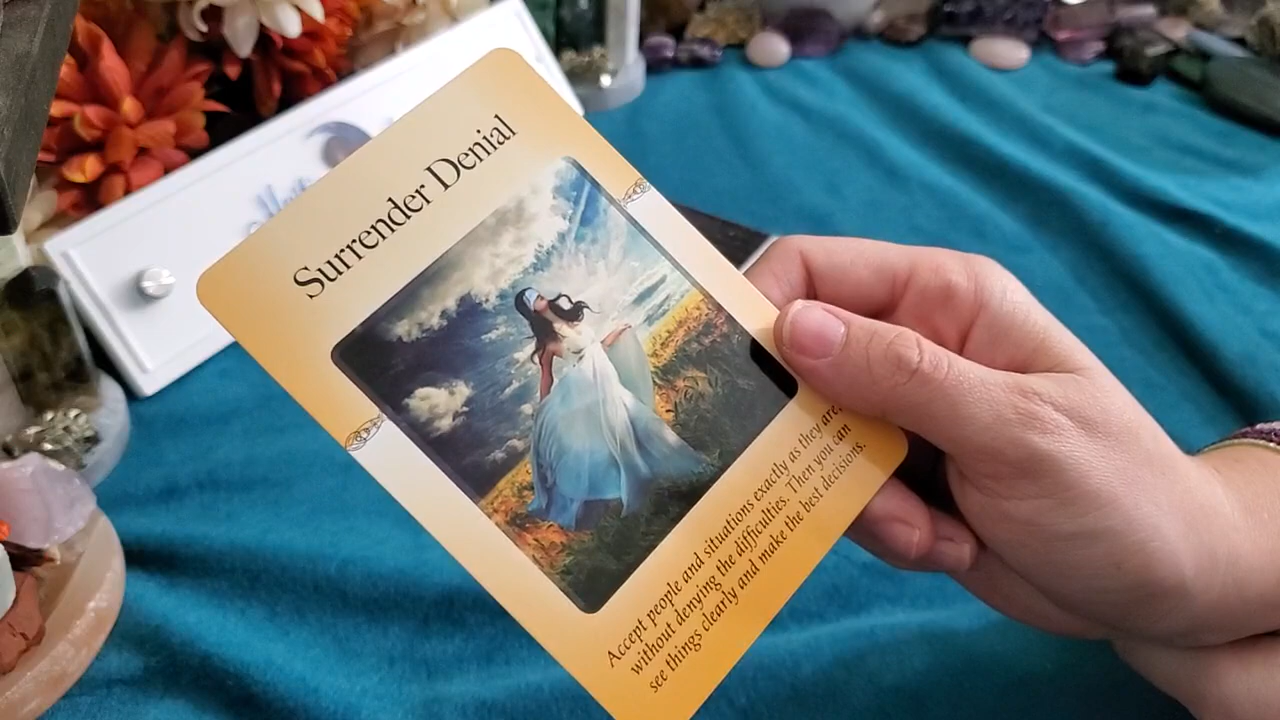 Surrender Denial
Accept people and situations exactly as they are,
without denying the difficulties. Then you can
see things clearly and make the best decisions.